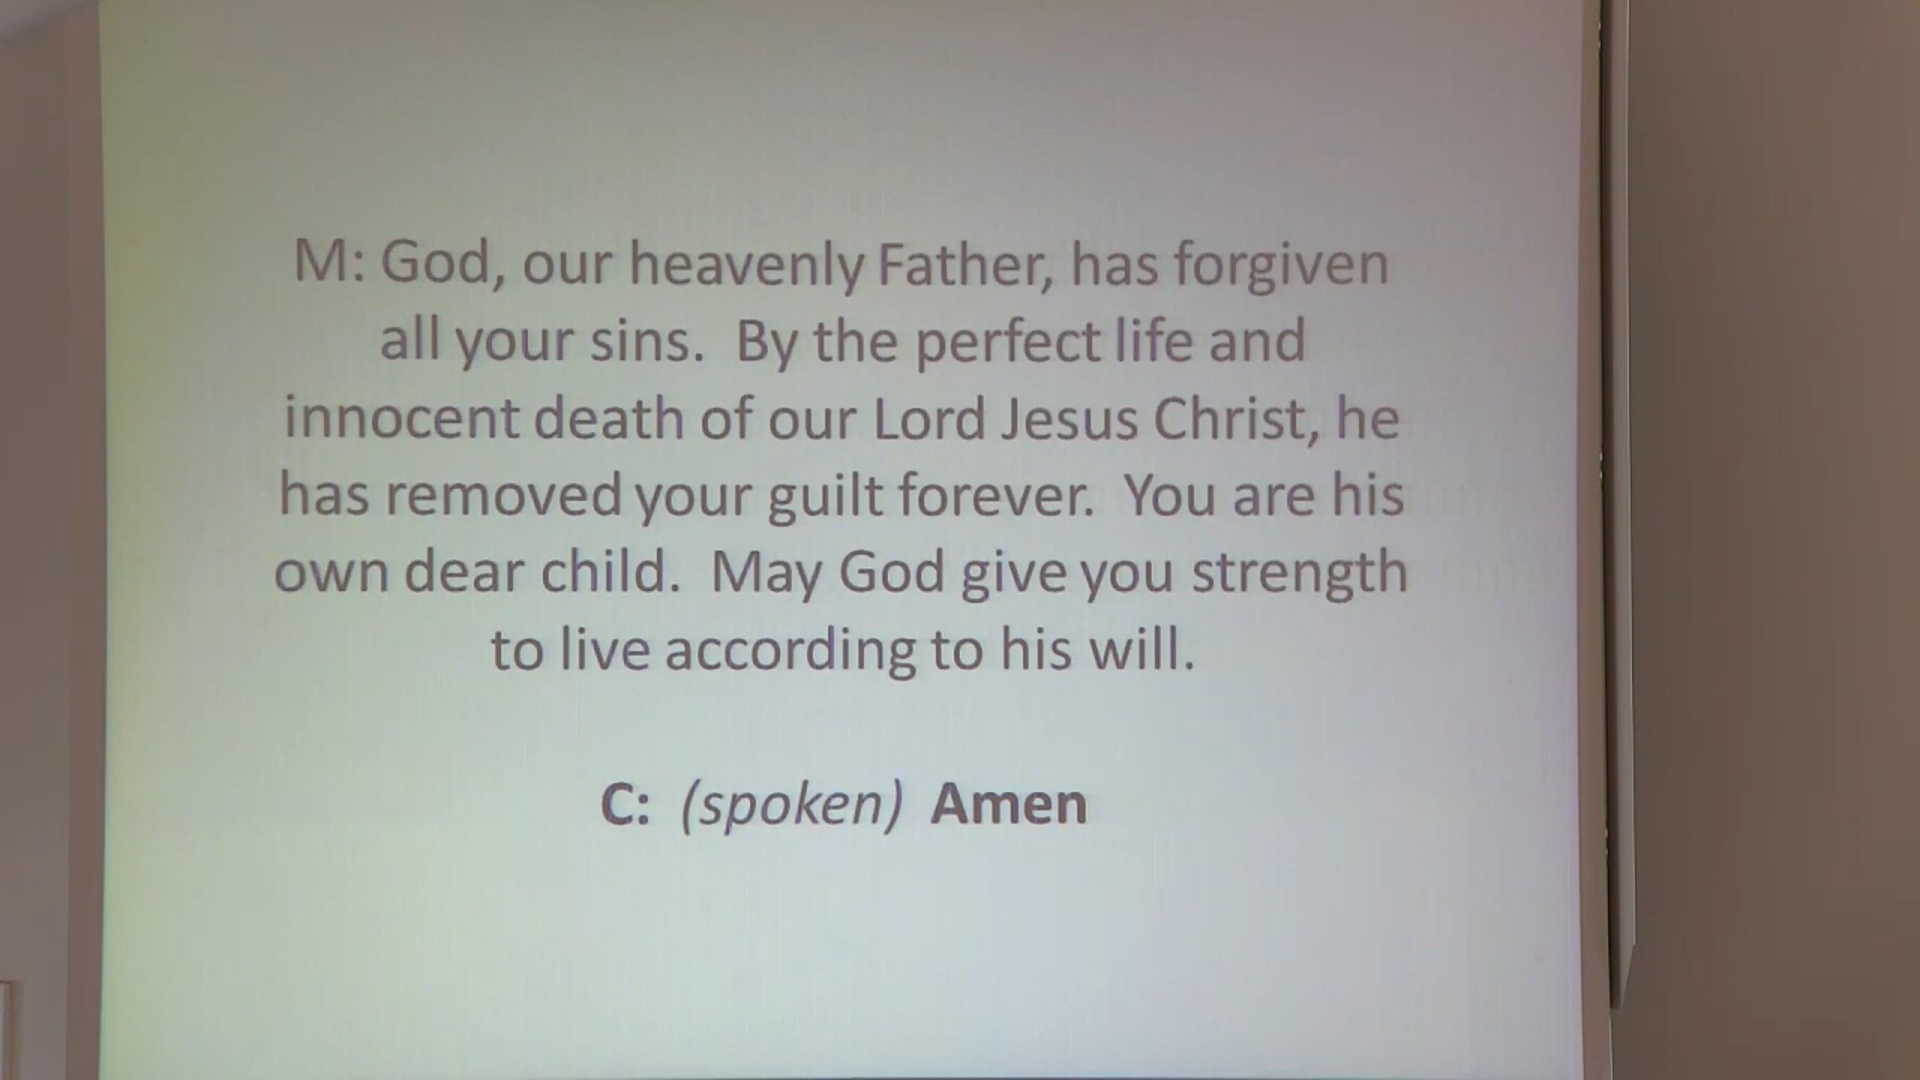 M: God, our heavenly Father, has forgiven
all your sins.  By the perfect life and
innocent death of our Lord Jesus Christ, he
has removed your guilt forever.  You are his
own dear child.  May God give you strength
to live according to his will.
C:  (spoken)  Amen